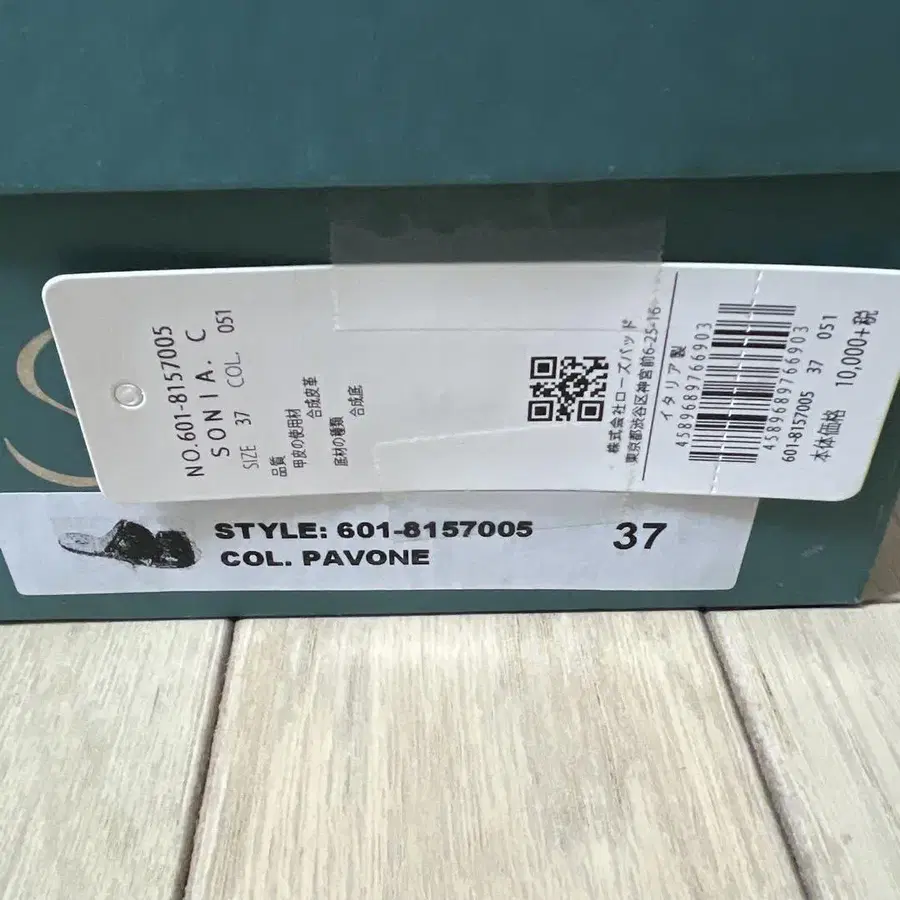 NO.601-8157005
SONIA. C
SIZE 37 COL. 051
品質
甲皮の使用材
合成皮革
底材の種類
合成底
株式会社ローズバッド
東京都渋谷区神宮前6-25-16
イタリア製
4589689766903
4589689766903
601-8157005 37 051
本体価格 10,000+税
STYLE: 601-8157005 37
COL. PAVONE